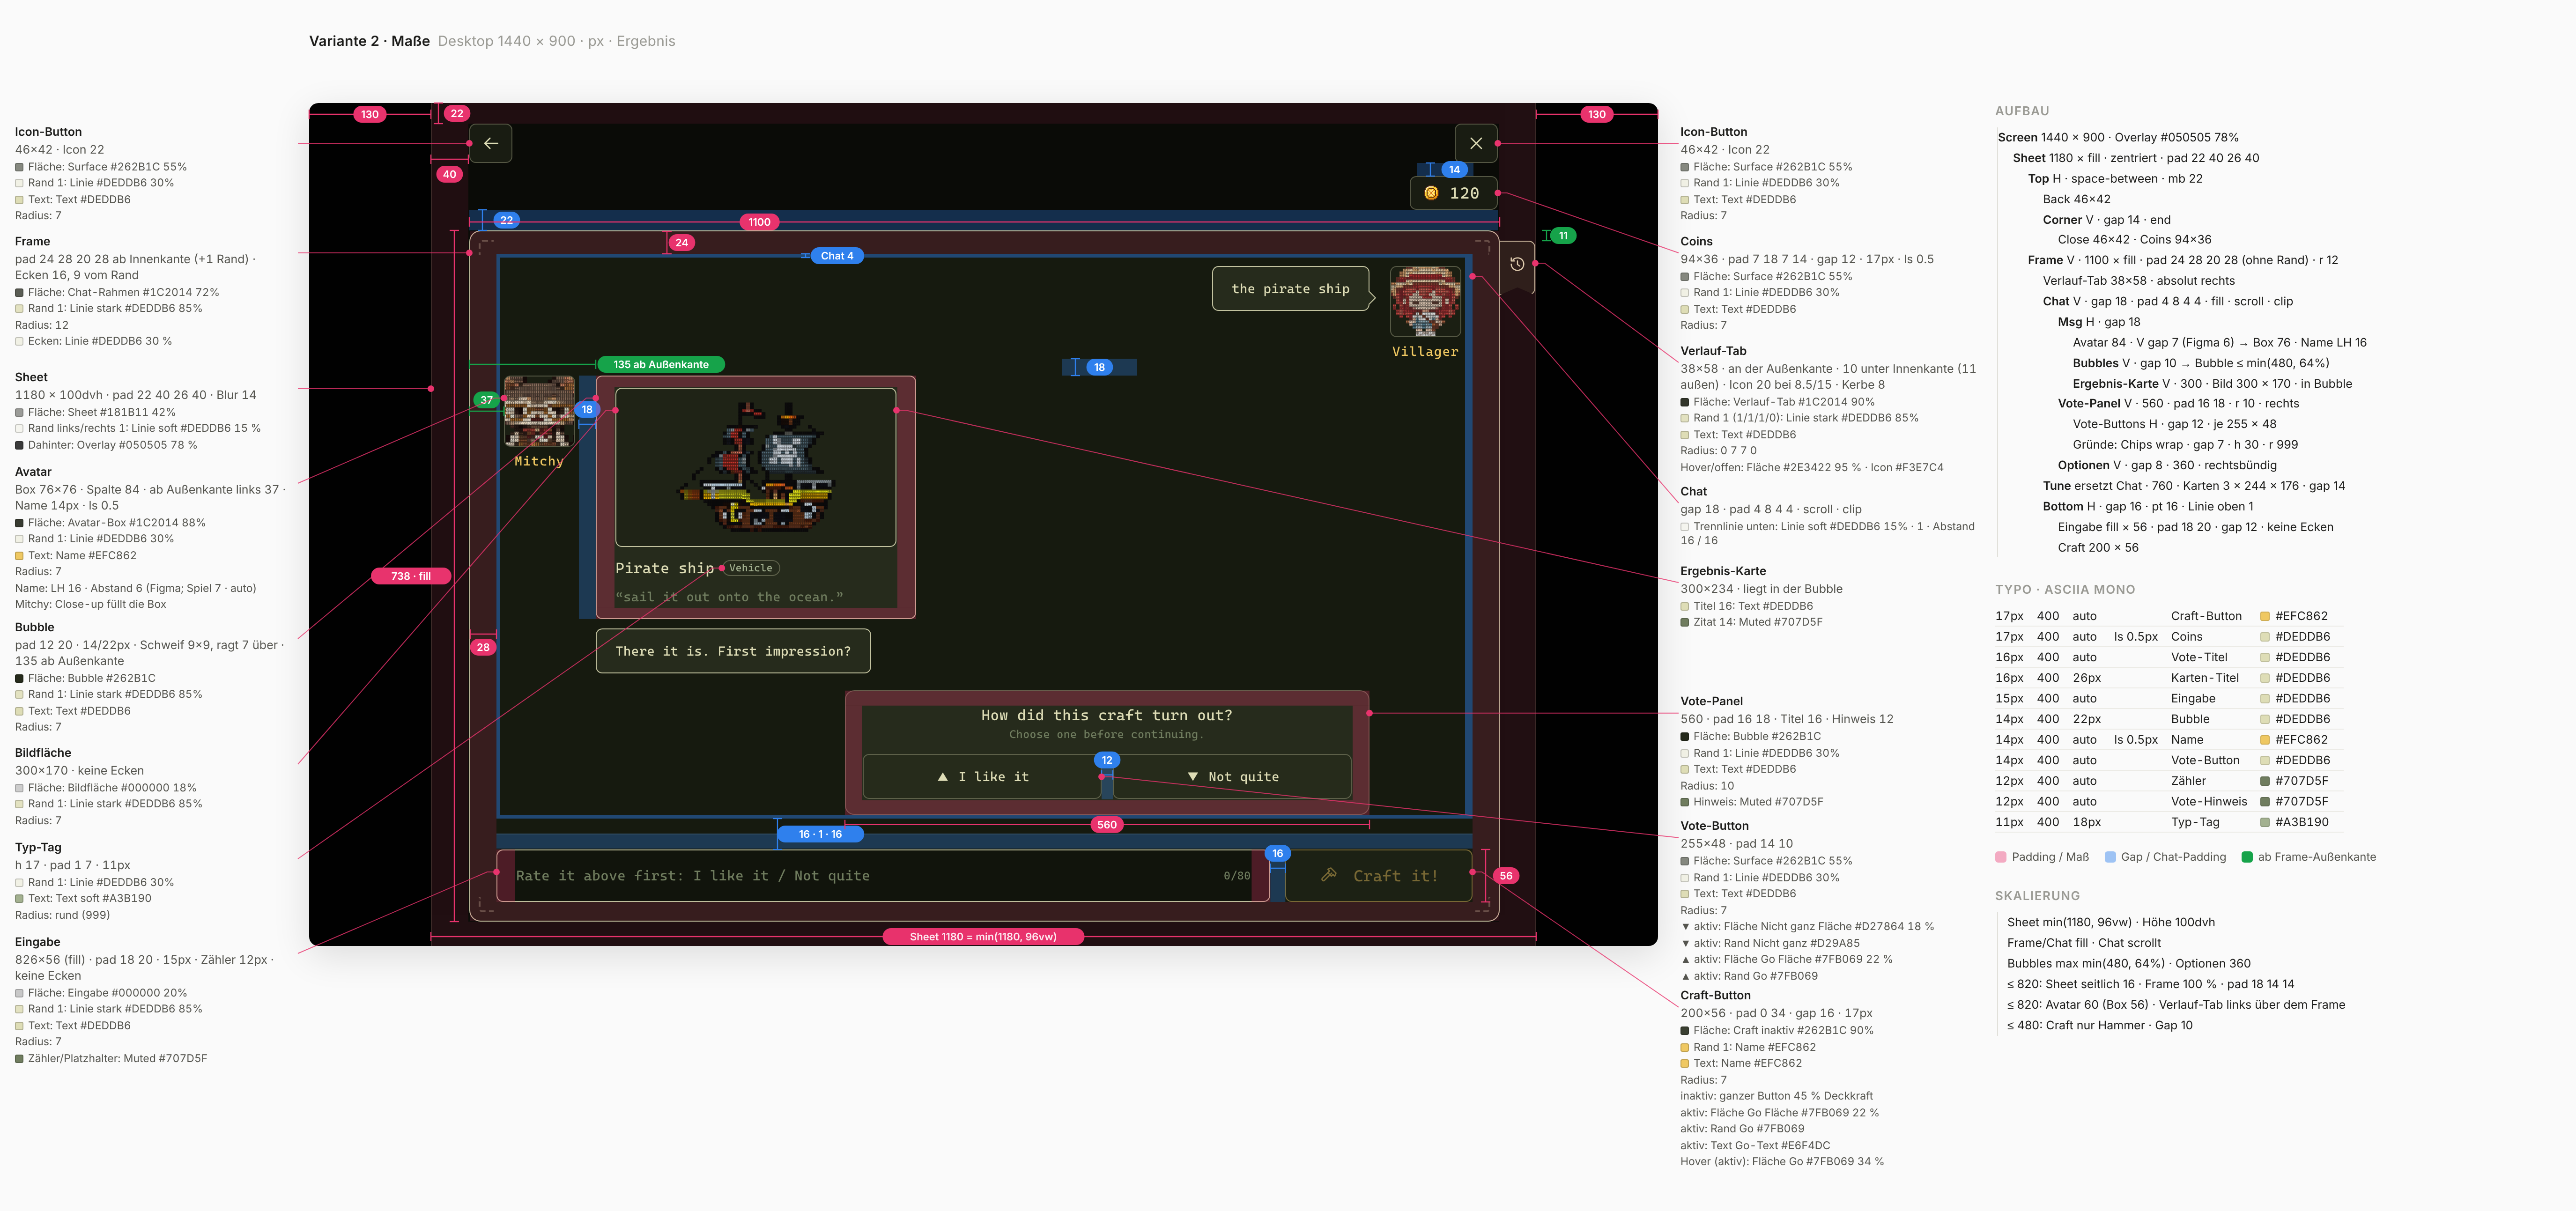 Variante 2 · Maße Desktop 1440 × 900 · px · Ergebnis
Icon-Button
46×42 · Icon 22
Fläche: Surface #262B1C 55%
Rand 1: Linie #DEDDB6 30%
Text: Text #DEDDB6
Radius: 7
Frame
pad 24 28 20 28 ab Innenkante (+1 Rand) ·
Ecken 16, 9 vom Rand
Fläche: Chat-Rahmen #1C2014 72%
Rand 1: Linie stark #DEDDB6 85%
Radius: 12
Ecken: Linie #DEDDB6 30 %
Sheet
1180 × 100dvh · pad 22 40 26 40 · Blur 14
Fläche: Sheet #181B11 42%
Rand links/rechts 1: Linie soft #DEDDB6 15 %
Dahinter: Overlay #050505 78 %
Avatar
Box 76×76 · Spalte 84 · ab Außenkante links 37 ·
Name 14px · ls 0.5
Fläche: Avatar-Box #1C2014 88%
Rand 1: Linie #DEDDB6 30%
Text: Name #EFC862
Radius: 7
Name: LH 16 · Abstand 6 (Figma; Spiel 7 · auto)
Mitchy: Close-up füllt die Box
Bubble
pad 12 20 · 14/22px · Schweif 9×9, ragt 7 über ·
135 ab Außenkante
Fläche: Bubble #262B1C
Rand 1: Linie stark #DEDDB6 85%
Text: Text #DEDDB6
Radius: 7
Bildfläche
300×170 · keine Ecken
Fläche: Bildfläche #000000 18%
Rand 1: Linie stark #DEDDB6 85%
Radius: 7
Typ-Tag
h 17 · pad 1 7 · 11px
Rand 1: Linie #DEDDB6 30%
Text: Text soft #A3B190
Radius: rund (999)
Eingabe
826×56 (fill) · pad 18 20 · 15px · Zähler 12px ·
keine Ecken
Fläche: Eingabe #000000 20%
Rand 1: Linie stark #DEDDB6 85%
Text: Text #DEDDB6
Radius: 7
Zähler/Platzhalter: Muted #707D5F
130
22
130
40
14
120
22
1100
24
11
Chat 4
the pirate ship
Villager
135 ab Außenkante
18
37
18
Mitchy
Pirate ship
Vehicle
“sail it out onto the ocean.”
738 · fill
28
There it is. First impression?
How did this craft turn out?
Choose one before continuing.
12
▲ I like it
▼ Not quite
560
16 · 1 · 16
16
Rate it above first: I like it / Not quite
0/80
Craft it!
56
Sheet 1180 = min(1180, 96vw)
Icon-Button
46×42 · Icon 22
Fläche: Surface #262B1C 55%
Rand 1: Linie #DEDDB6 30%
Text: Text #DEDDB6
Radius: 7
Coins
94×36 · pad 7 18 7 14 · gap 12 · 17px · ls 0.5
Fläche: Surface #262B1C 55%
Rand 1: Linie #DEDDB6 30%
Text: Text #DEDDB6
Radius: 7
Verlauf-Tab
38×58 · an der Außenkante · 10 unter Innenkante (11
außen) · Icon 20 bei 8.5/15 · Kerbe 8
Fläche: Verlauf-Tab #1C2014 90%
Rand 1 (1/1/1/0): Linie stark #DEDDB6 85%
Text: Text #DEDDB6
Radius: 0 7 7 0
Hover/offen: Fläche #2E3422 95 % · Icon #F3E7C4
Chat
gap 18 · pad 4 8 4 4 · scroll · clip
Trennlinie unten: Linie soft #DEDDB6 15% · 1 · Abstand
16 / 16
Ergebnis-Karte
300×234 · liegt in der Bubble
Titel 16: Text #DEDDB6
Zitat 14: Muted #707D5F
Vote-Panel
560 · pad 16 18 · Titel 16 · Hinweis 12
Fläche: Bubble #262B1C
Rand 1: Linie #DEDDB6 30%
Text: Text #DEDDB6
Radius: 10
Hinweis: Muted #707D5F
Vote-Button
255×48 · pad 14 10
Fläche: Surface #262B1C 55%
Rand 1: Linie #DEDDB6 30%
Text: Text #DEDDB6
Radius: 7
▼ aktiv: Fläche Nicht ganz Fläche #D27864 18 %
▼ aktiv: Rand Nicht ganz #D29A85
▲ aktiv: Fläche Go Fläche #7FB069 22 %
▲ aktiv: Rand Go #7FB069
Craft-Button
200×56 · pad 0 34 · gap 16 · 17px
Fläche: Craft inaktiv #262B1C 90%
Rand 1: Name #EFC862
Text: Name #EFC862
Radius: 7
inaktiv: ganzer Button 45 % Deckkraft
aktiv: Fläche Go Fläche #7FB069 22 %
aktiv: Rand Go #7FB069
aktiv: Text Go-Text #E6F4DC
Hover (aktiv): Fläche Go #7FB069 34 %
AUFBAU
Screen 1440 × 900 · Overlay #050505 78%
Sheet 1180 × fill · zentriert · pad 22 40 26 40
Top H · space-between · mb 22
Back 46×42
Corner V · gap 14 · end
Close 46×42 · Coins 94×36
Frame V · 1100 × fill · pad 24 28 20 28 (ohne Rand) · r 12
Verlauf-Tab 38×58 · absolut rechts
Chat V · gap 18 · pad 4 8 4 4 · fill · scroll · clip
Msg H · gap 18
Avatar 84 · V gap 7 (Figma 6) → Box 76 · Name LH 16
Bubbles V · gap 10 → Bubble ≤ min(480, 64%)
Ergebnis-Karte V · 300 · Bild 300 × 170 · in Bubble
Vote-Panel V · 560 · pad 16 18 · r 10 · rechts
Vote-Buttons H · gap 12 · je 255 × 48
Gründe: Chips wrap · gap 7 · h 30 · r 999
Optionen V · gap 8 · 360 · rechtsbündig
Tune ersetzt Chat · 760 · Karten 3 × 244 × 176 · gap 14
Bottom H · gap 16 · pt 16 · Linie oben 1
Eingabe fill × 56 · pad 18 20 · gap 12 · keine Ecken
Craft 200 × 56
TYPO · ASCIIA MONO
17px 400 auto Craft-Button #EFC862
17px 400 auto ls 0.5px Coins #DEDDB6
16px 400 auto Vote-Titel #DEDDB6
16px 400 26px Karten-Titel #DEDDB6
15px 400 auto Eingabe #DEDDB6
14px 400 22px Bubble #DEDDB6
14px 400 auto ls 0.5px Name #EFC862
14px 400 auto Vote-Button #DEDDB6
12px 400 auto Zähler #707D5F
12px 400 auto Vote-Hinweis #707D5F
11px 400 18px Typ-Tag #A3B190
Padding / Maß Gap / Chat-Padding ab Frame-Außenkante
SKALIERUNG
Sheet min(1180, 96vw) · Höhe 100dvh
Frame/Chat fill · Chat scrollt
Bubbles max min(480, 64%) · Optionen 360
≤ 820: Sheet seitlich 16 · Frame 100 % · pad 18 14 14
≤ 820: Avatar 60 (Box 56) · Verlauf-Tab links über dem Frame
≤ 480: Craft nur Hammer · Gap 10